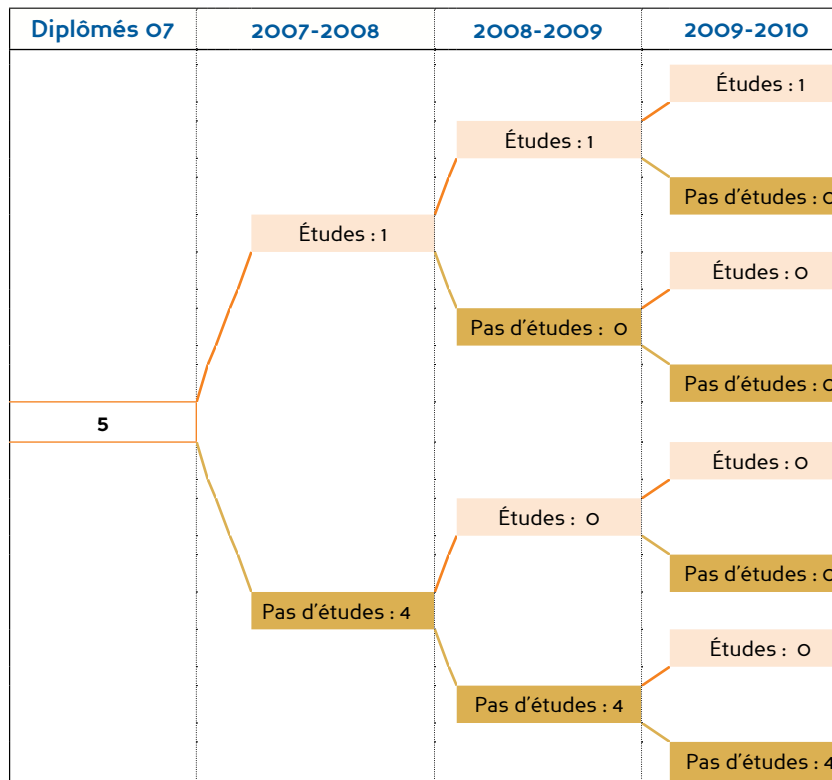 Diplômés 07 2007-2008 2008-2009 2009-2010
Études : 1
Études : 1
Pas d'études : 0
Études : 1
Études : 0
Pas d'études : 0
Pas d'études : 0
5
Études : 0
Études : 0
Pas d'études : 0
Pas d'études : 4
Études : 0
Pas d'études : 4
Pas d'études : 4